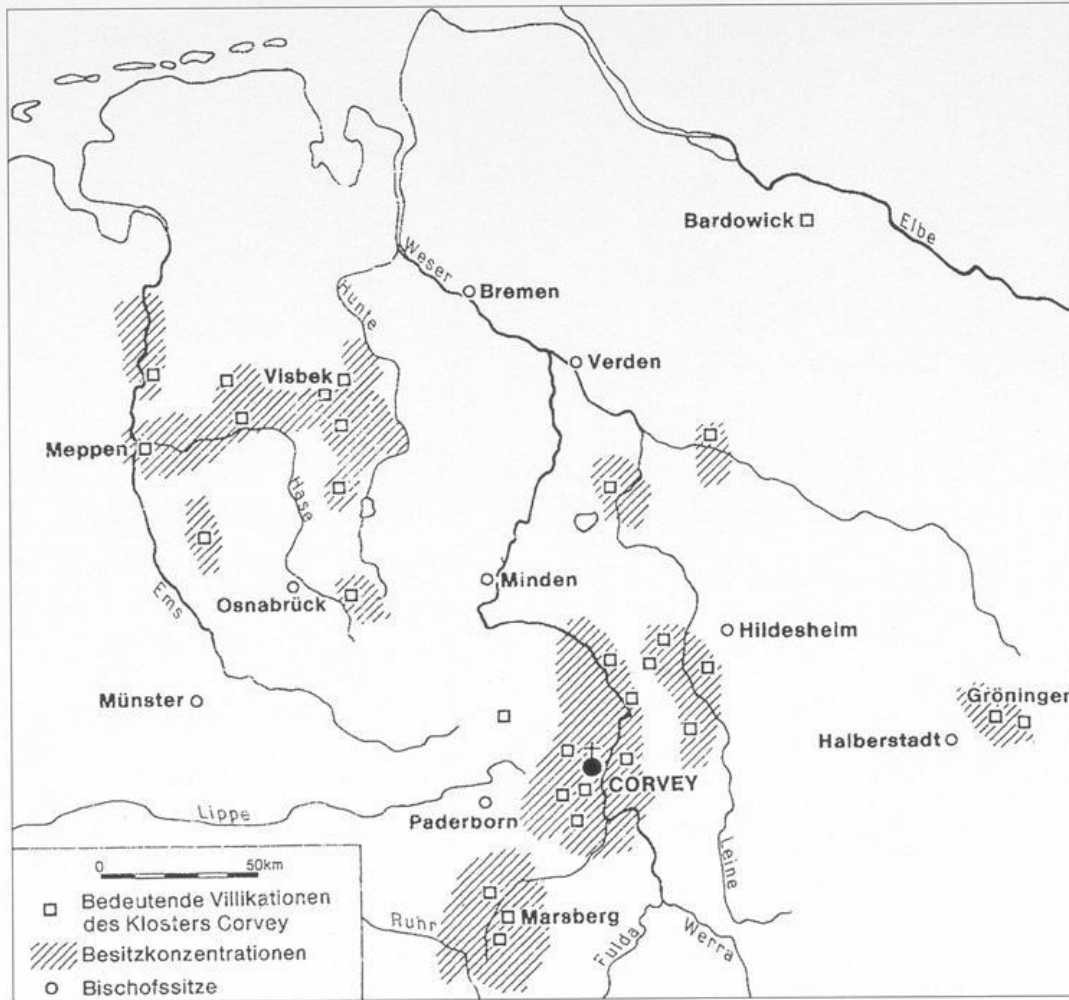 Bardowick
Elbe
Weser
Bremen
Hunte
Verden
Visbek
Meppen
Hase
Minden
Osnabrück
Ems
Hildesheim
Münster
Gröningen
Halberstadt
CORVEY
Lippe
Paderborn
Leine
0 50km
Bedeutende Villikationen
des Klosters Corvey
Ruhr
Marsberg
Fulda
Werra
Besitzkonzentrationen
Bischofssitze